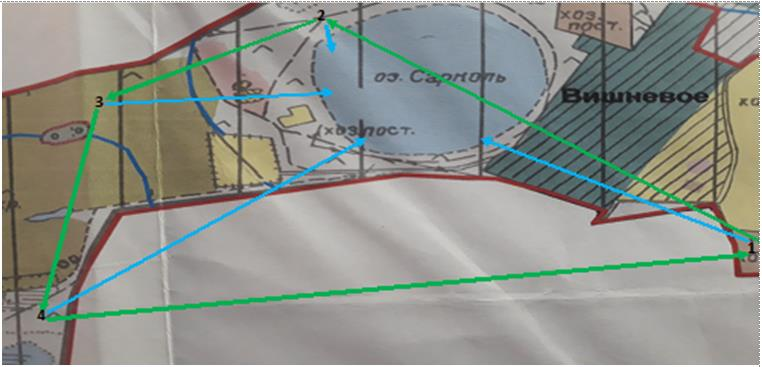 2
хоз.
пост.
оз. Сарколь
3
Вишневое
хоз.пост.
1
4